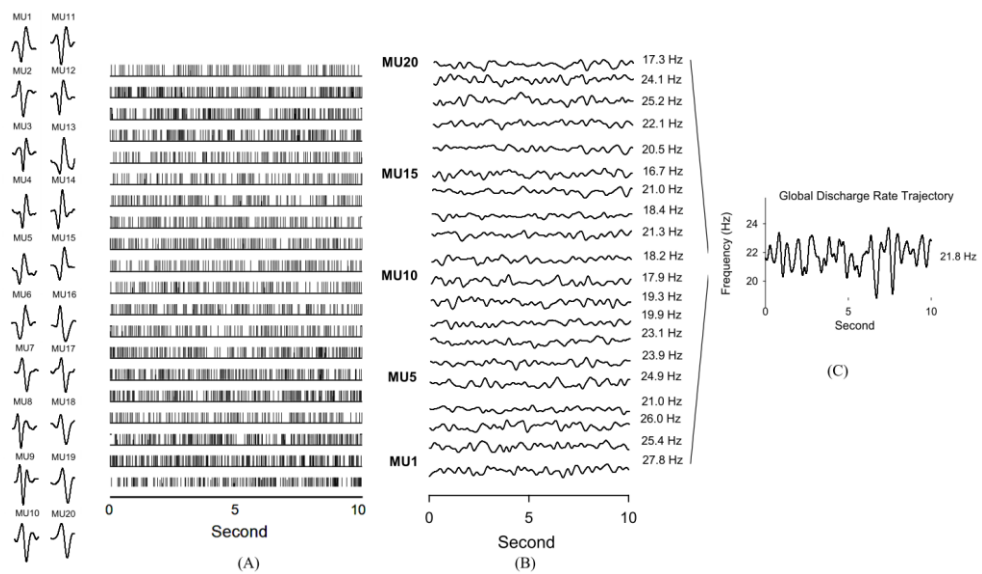 MU1 MU11
MU2 MU12
MU3 MU13
MU4 MU14
MU5 MU15
MU6 MU16
MU7 MU17
MU8 MU18
MU9 MU19
MU10 MU20
0 5 10
Second
(A)
MU20
MU15
MU10
MU5
MU1
17.3 Hz
24.1 Hz
25.2 Hz
22.1 Hz
20.5 Hz
16.7 Hz
21.0 Hz
18.4 Hz
21.3 Hz
18.2 Hz
17.9 Hz
19.3 Hz
19.9 Hz
23.1 Hz
23.9 Hz
24.9 Hz
21.0 Hz
26.0 Hz
25.4 Hz
27.8 Hz
0 5 10
Second
(B)
Global Discharge Rate Trajectory
Frequency (Hz)
24
22
20
21.8 Hz
5 10
Second
(C)